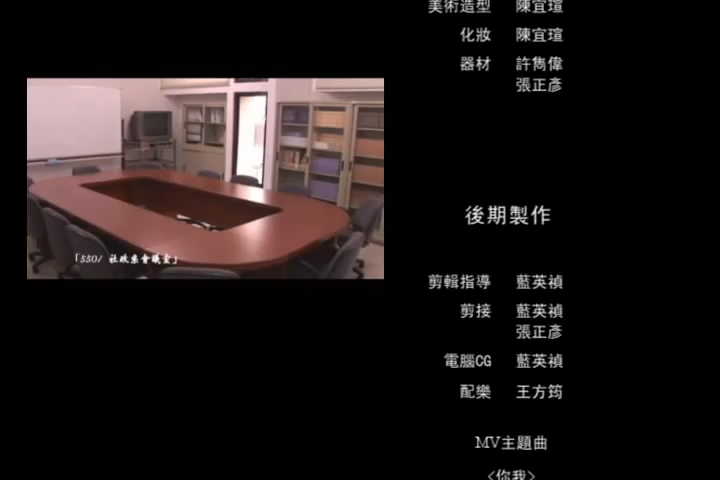 美術造型 陳宜瑄
化妝 陳宜瑄
器材 許雋偉
張正彥
後期製作
「5501 社政系會議室」
剪輯指導 藍英禎
剪接 藍英禎
張正彥
電腦CG 藍英禎
配樂 王方筠
MV主題曲
<你我>